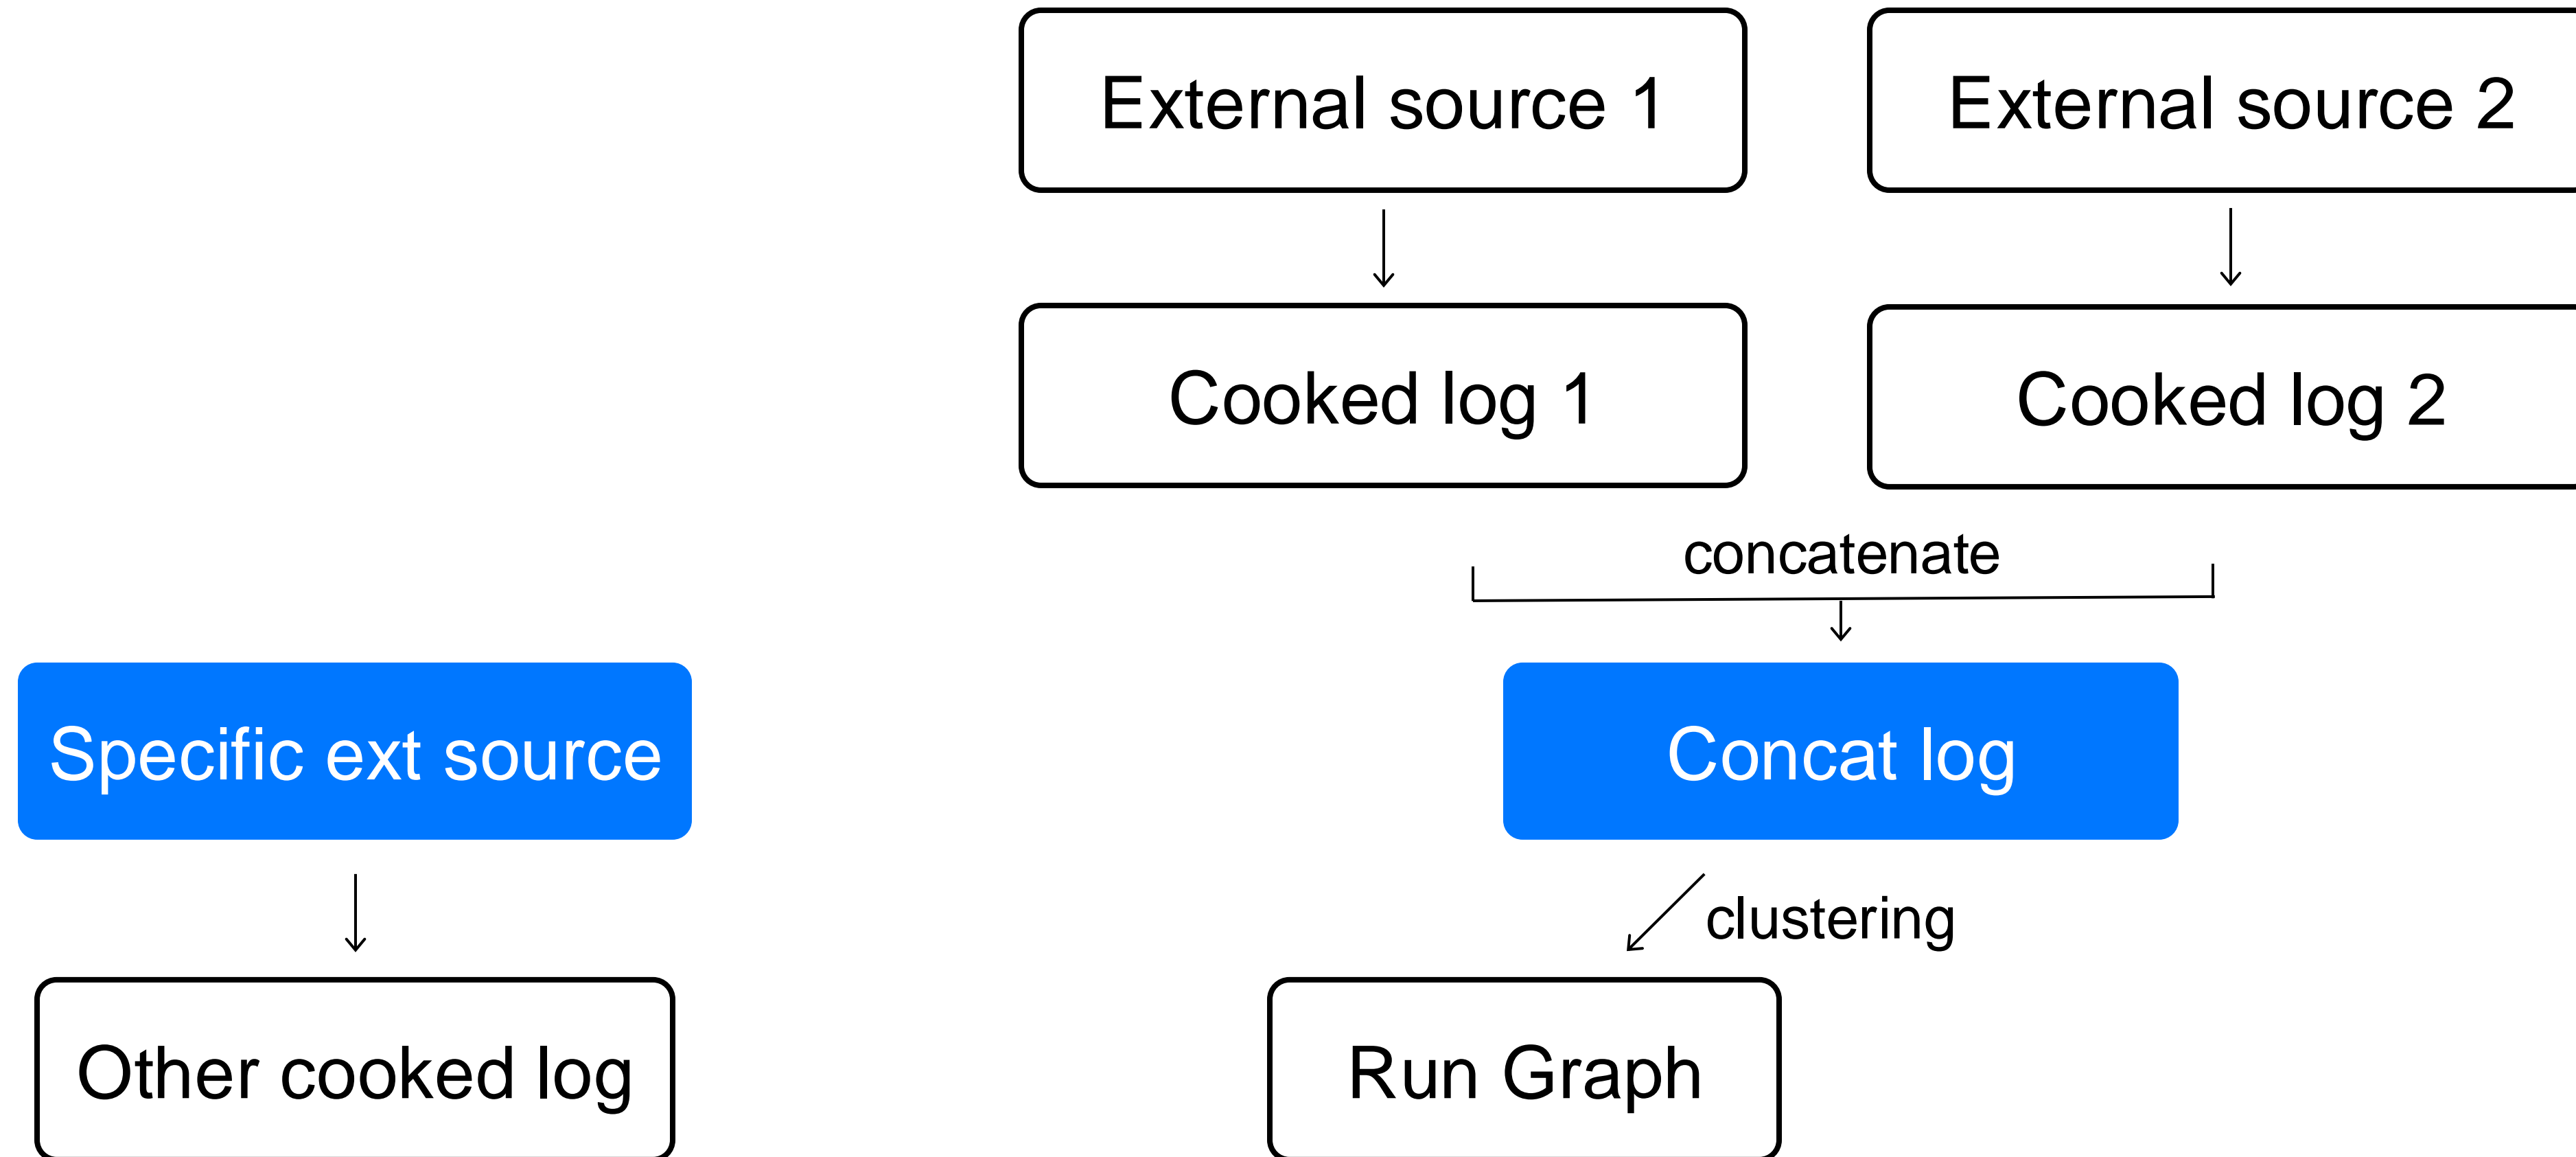 External source 1
External source 2
Cooked log 1
Cooked log 2
concatenate
Specific ext source
Concat log
clustering
Other cooked log
Run Graph